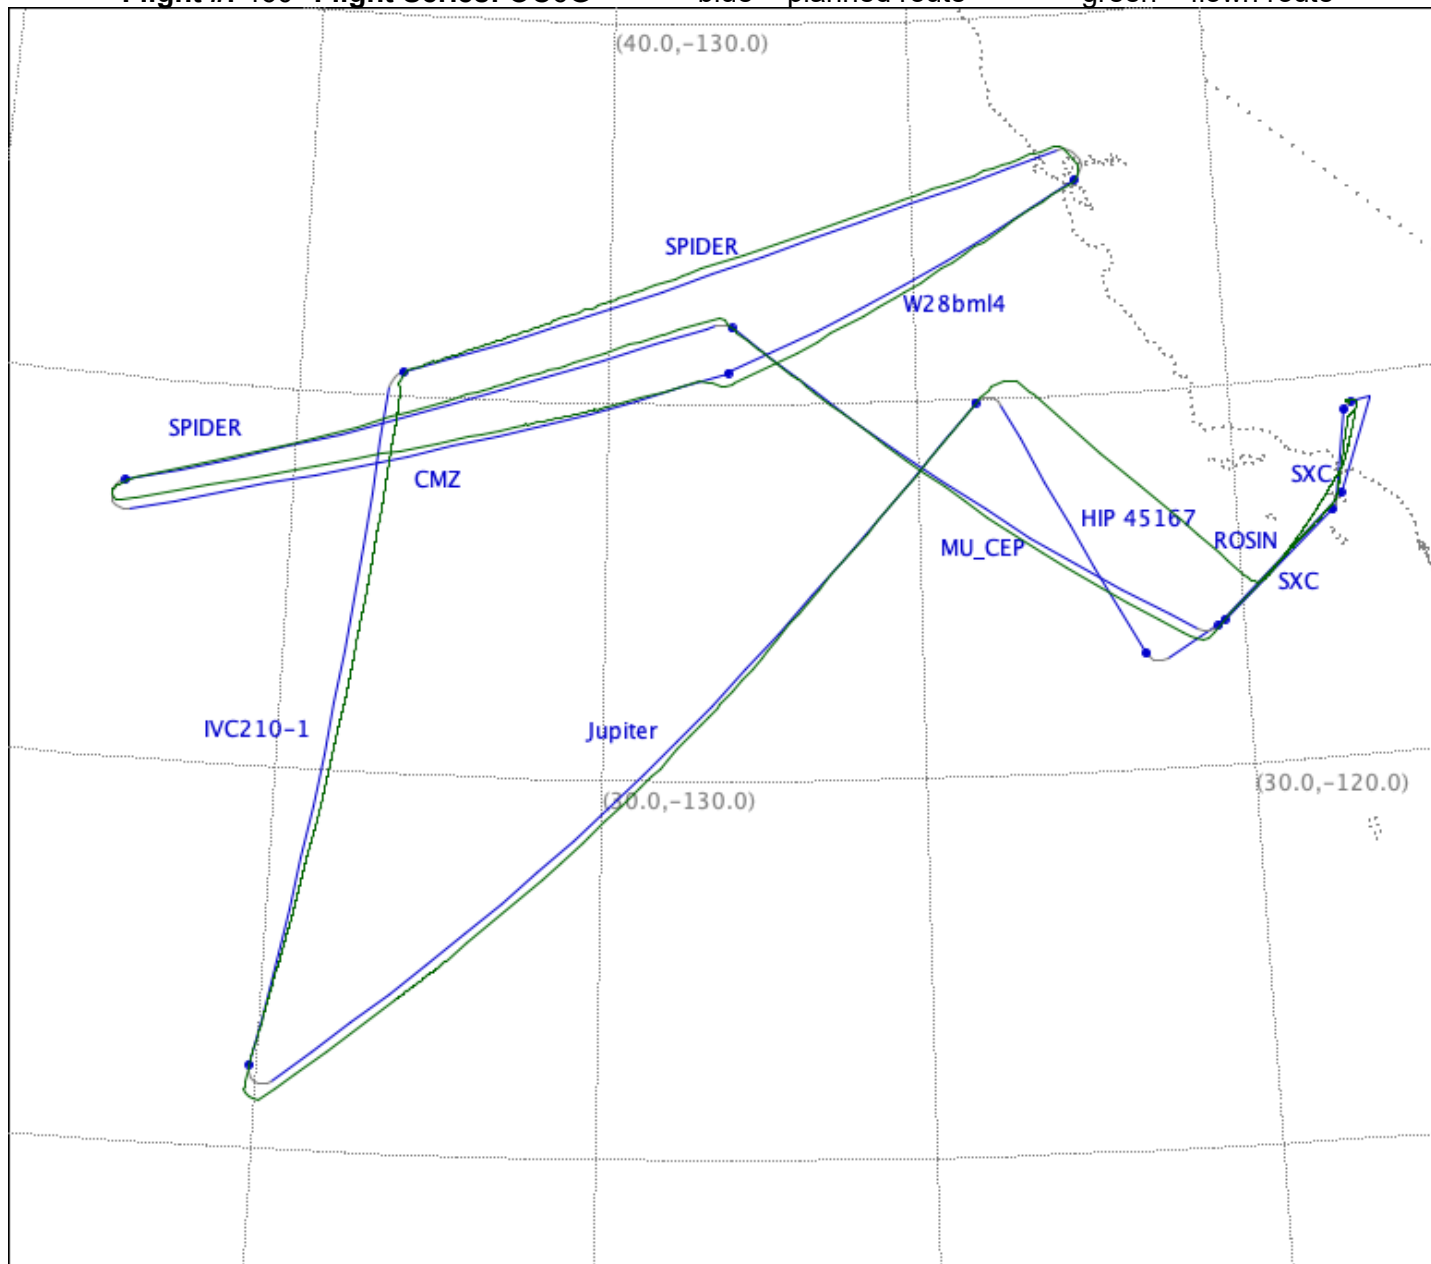 (40.0,-130.0)
SPIDER
W28bml4
SPIDER
CMZ
SXC
HIP 45167
MU_CEP
ROSIN
SXC
IVC210-1
Jupiter
(30.0,-130.0)
(30.0,-120.0)